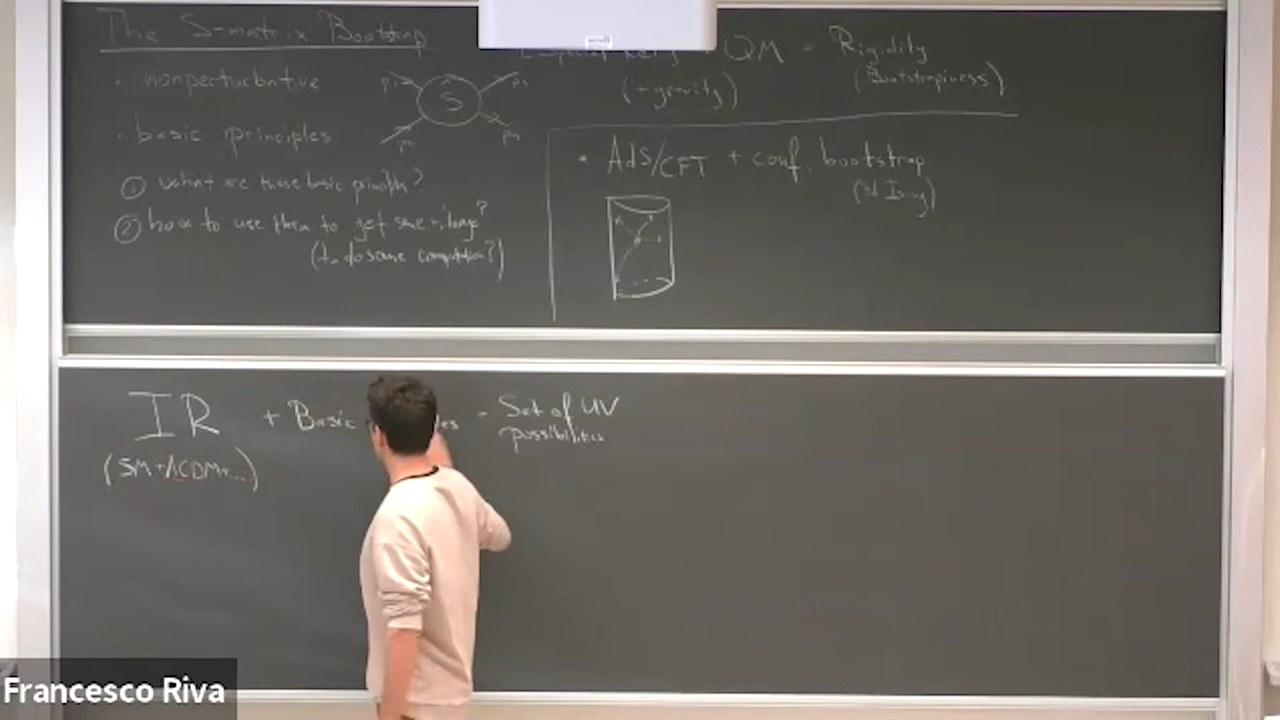 The S-matrix Bootstrap
· nonperturbative
· basic principles
① what are these basic principles?
② how to use them to get some mileage?
(to do some computation?)
S
+ QM = Rigidity
(+gravity) (Bootstrapiness)
· AdS/CFT + conf. bootstrap
(3d Ising)
IR + Basic - Set of UV
possibilities
(SM+ΛCDM+...)
Francesco Riva